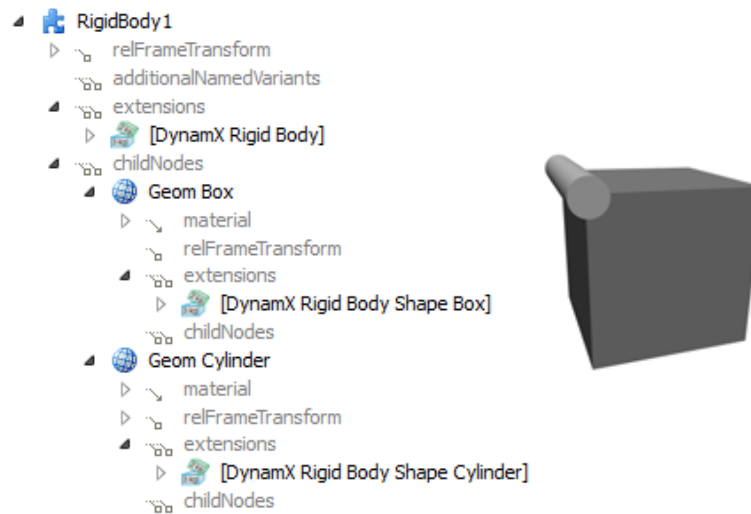 RigidBody1
relFrameTransform
additionalNamedVariants
extensions
[DynamX Rigid Body]
childNodes
Geom Box
material
relFrameTransform
extensions
[DynamX Rigid Body Shape Box]
childNodes
Geom Cylinder
material
relFrameTransform
extensions
[DynamX Rigid Body Shape Cylinder]
childNodes